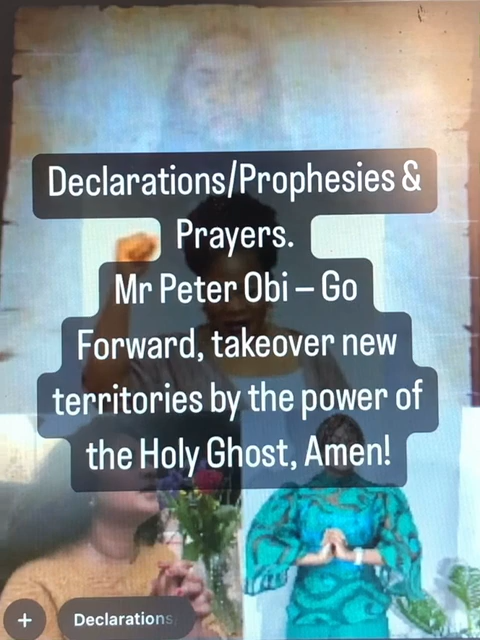 Declarations/Prophesies &
Prayers.
Mr Peter Obi – Go
Forward, takeover new
territories by the power of
the Holy Ghost, Amen!
+ Declarations